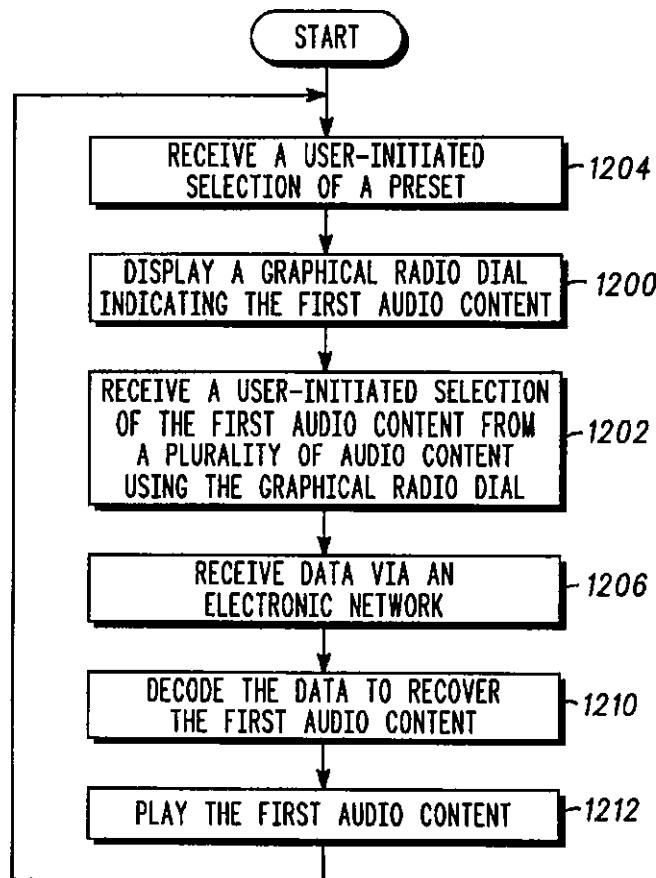 START
RECEIVE A USER-INITIATED
SELECTION OF A PRESET
1204
DISPLAY A GRAPHICAL RADIO DIAL
INDICATING THE FIRST AUDIO CONTENT
1200
RECEIVE A USER-INITIATED SELECTION
OF THE FIRST AUDIO CONTENT FROM
A PLURALITY OF AUDIO CONTENT
USING THE GRAPHICAL RADIO DIAL
1202
RECEIVE DATA VIA AN
ELECTRONIC NETWORK
1206
DECODE THE DATA TO RECOVER
THE FIRST AUDIO CONTENT
1210
PLAY THE FIRST AUDIO CONTENT
1212